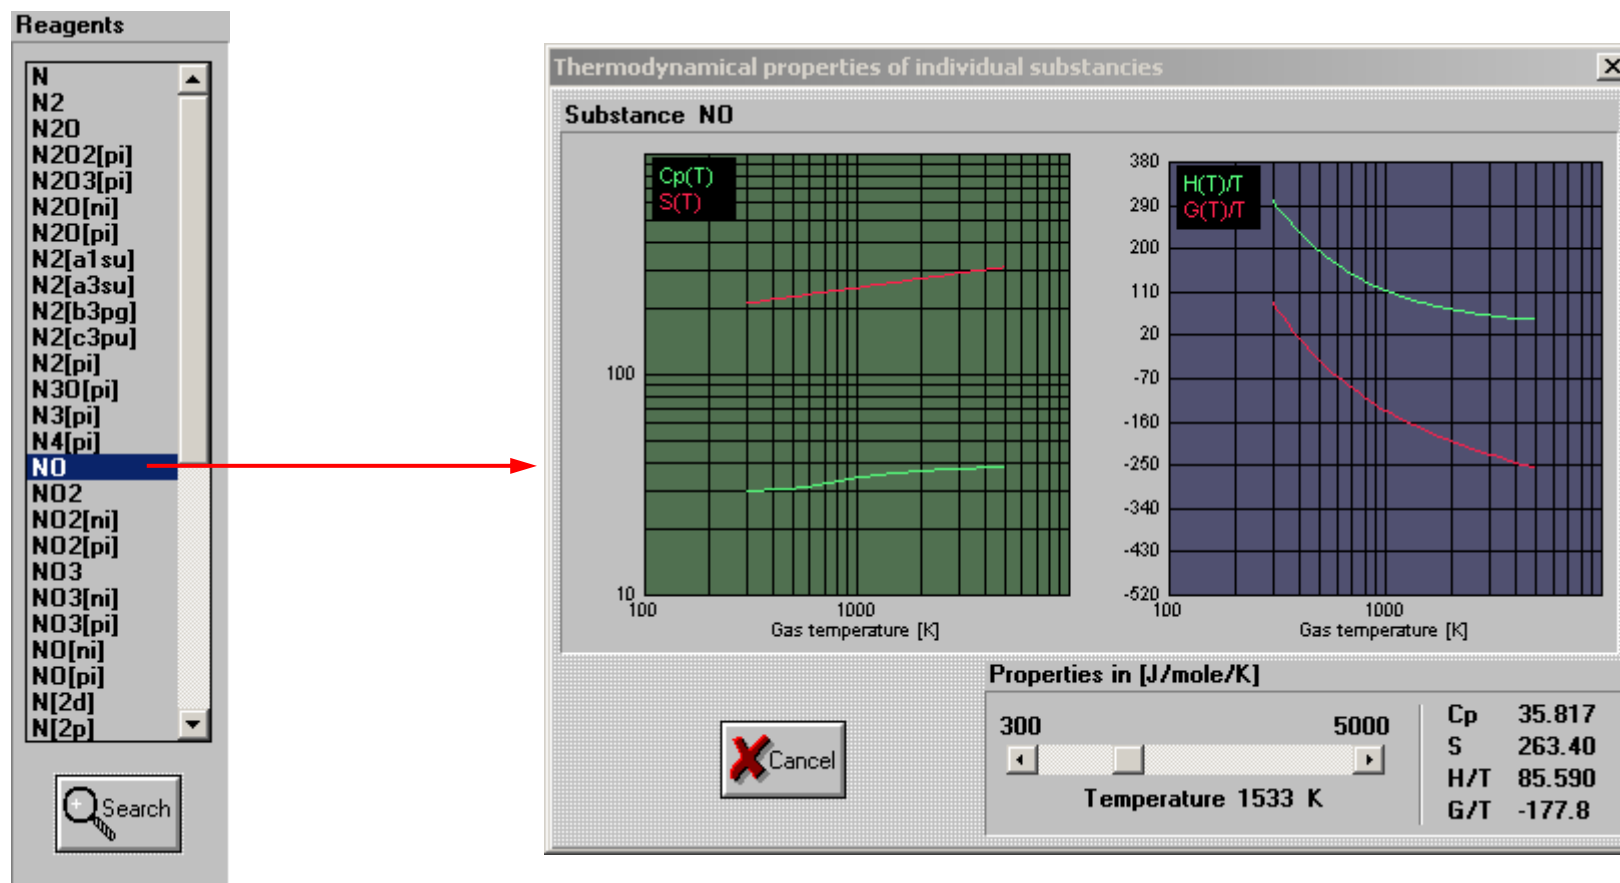 Reagents
N
N2
N2O
N2O2[pi]
N2O3[pi]
N2O[ni]
N2O[pi]
N2[a1su]
N2[a3su]
N2[b3pg]
N2[c3pu]
N2[pi]
N3O[pi]
N3[pi]
N4[pi]
NO
NO2
NO2[ni]
NO2[pi]
NO3
NO3[ni]
NO3[pi]
NO[ni]
NO[pi]
N[2d]
N[2p]
Search
Thermodynamical properties of individual substancies
Substance NO
Cp(T)
S(T)
100
10
100 1000
Gas temperature [K]
H(T)/T
G(T)/T
380
290
200
110
20
-70
-160
-250
-340
-430
-520
100 1000
Gas temperature [K]
Cancel
Properties in [J/mole/K]
300 5000
Temperature 1533 K
Cp 35.817
S 263.40
H/T 85.590
G/T -177.8